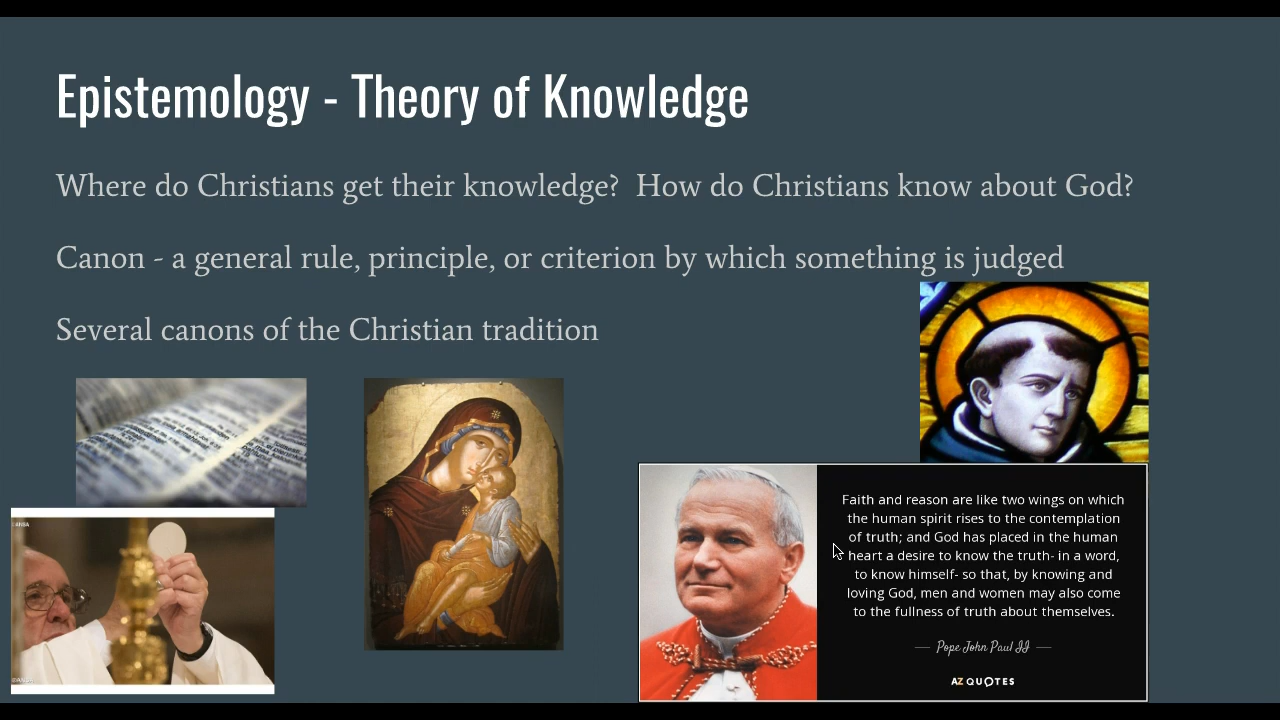 Epistemology - Theory of Knowledge
Where do Christians get their knowledge?  How do Christians know about God?
Canon - a general rule, principle, or criterion by which something is judged
Several canons of the Christian tradition
Faith and reason are like two wings on which
the human spirit rises to the contemplation
of truth; and God has placed in the human
heart a desire to know the truth- in a word,
to know himself- so that, by knowing and
loving God, men and women may also come
to the fullness of truth about themselves.
— Pope John Paul II —
AZ QUOTES